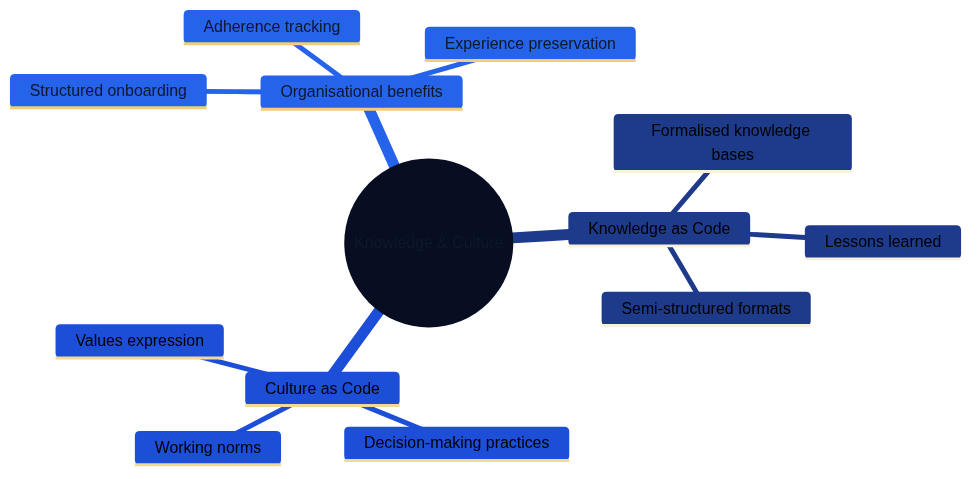 Adherence tracking
Experience preservation
Structured onboarding
Organisational benefits
Formalised knowledge
bases
Knowledge as Code
Lessons learned
Knowledge & Culture
Semi-structured formats
Values expression
Culture as Code
Working norms
Decision-making practices